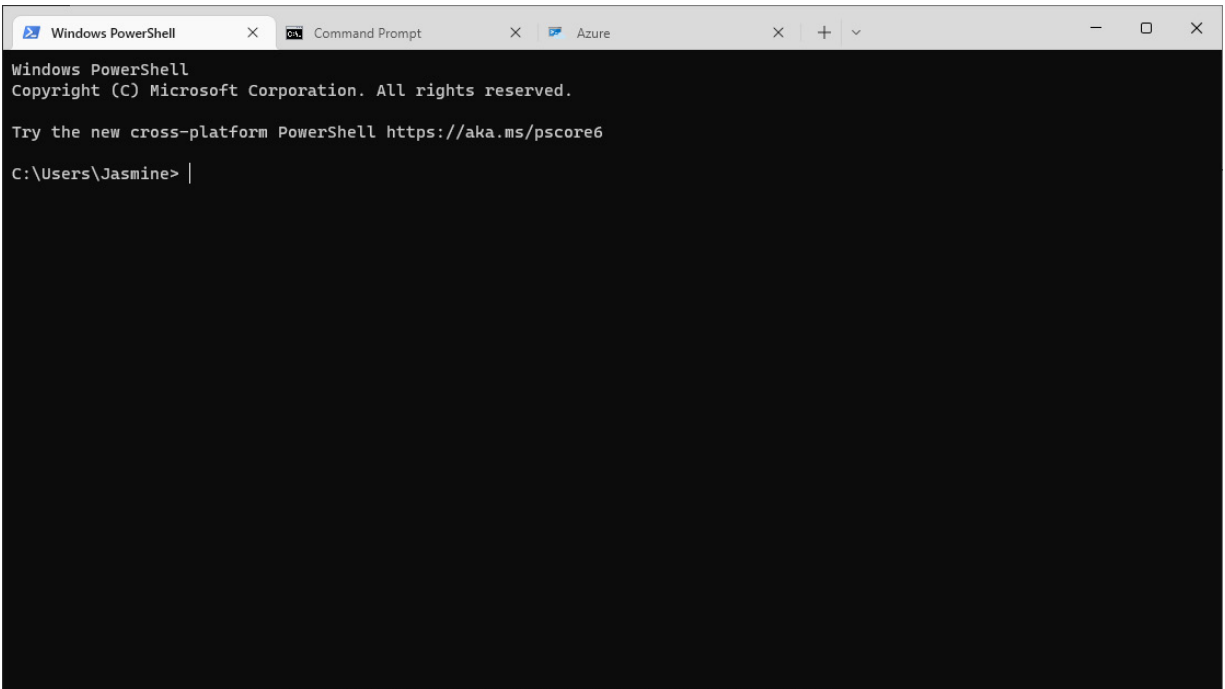 Windows PowerShell Command Prompt Azure
Windows PowerShell
Copyright (C) Microsoft Corporation. All rights reserved.
Try the new cross-platform PowerShell https://aka.ms/pscore6
C:\Users\Jasmine>